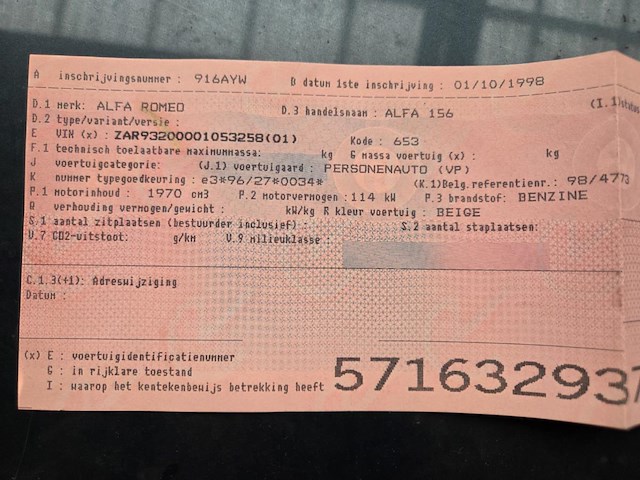 A inschrijvingsnummer : 916AYW B datum 1ste inschrijving : 01/10/1998
D.1 merk: ALFA ROMEO D.3 handelsnaam : ALFA 156 (I.1)status
D.2 type/variant/versie :
E VIN (x) : ZAR93200001053258(01) Kode : 653
F.1 technisch toelaatbare maximummassa: kg G massa voertuig (x) : kg
J voertuigcategorie: (J.1) voertuigaard : PERSONENAUTO (VP)
K nummer typegoedkeuring : e3*96/27*0034* (K.1)Belg.referentienr.: 98/4773
P.1 motorinhoud : 1970 cm3 P.2 Motorvermogen : 114 kW P.3 brandstof: BENZINE
Q verhouding vermogen/gewicht : kW/kg R kleur voertuig : BEIGE
S.1 aantal zitplaatsen (bestuurder inclusief) : S.2 aantal staplaatsen:
V.7 CO2-uitstoot: g/km V.9 milieuklasse :
C.1.3(+1): Adreswijziging
Datum :
(x) E : voertuigidentificatienummer
G : in rijklare toestand
I : waarop het kentekenbewijs betrekking heeft
571632937